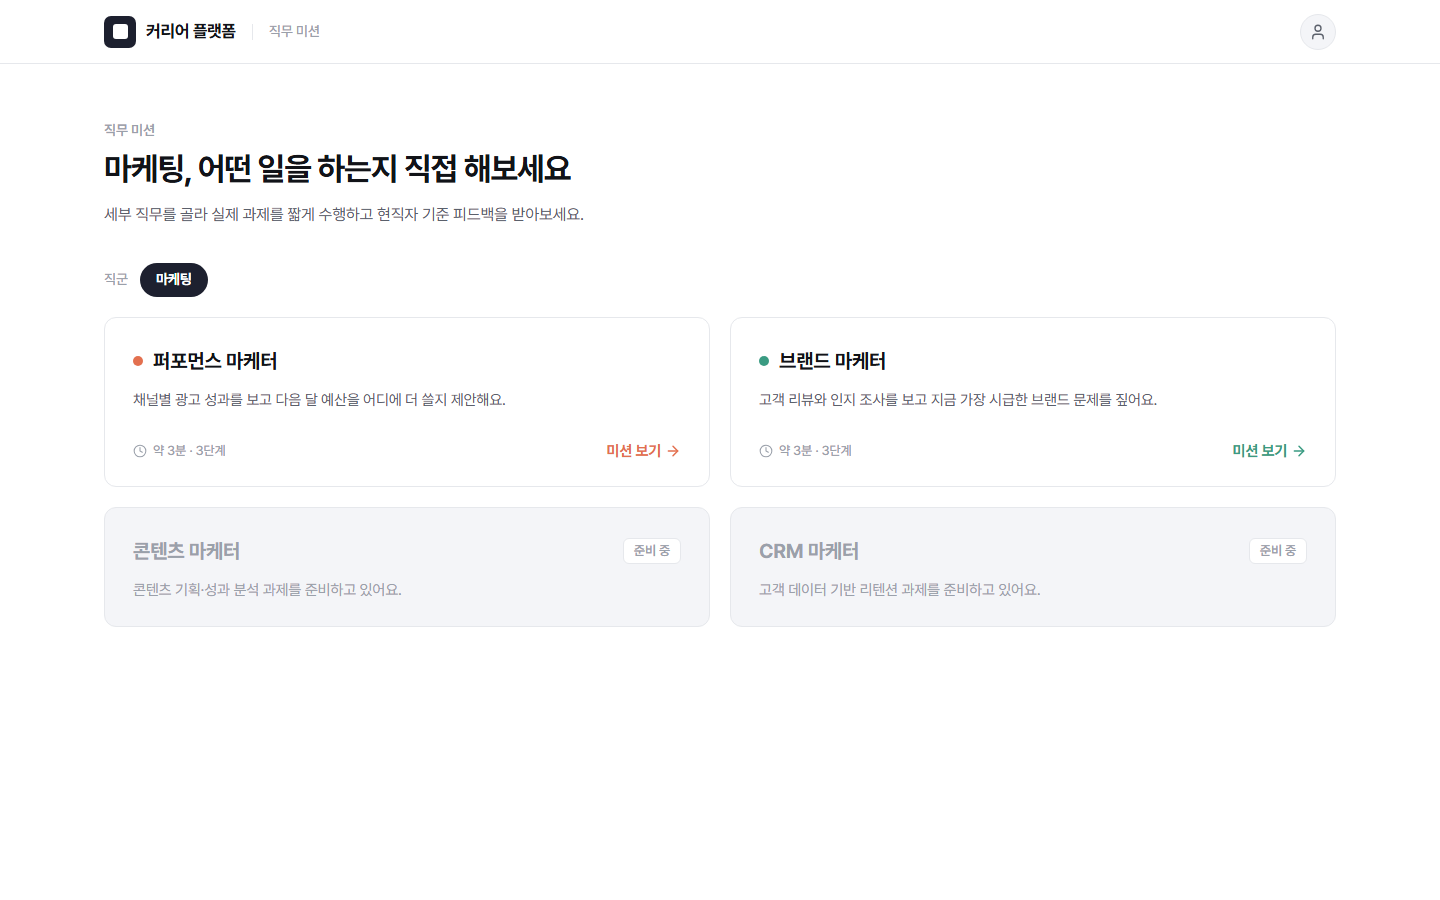 커리어 플랫폼
직무 미션
직무 미션
마케팅, 어떤 일을 하는지 직접 해보세요
세부 직무를 골라 실제 과제를 짧게 수행하고 현직자 기준 피드백을 받아보세요.
직군
마케팅
퍼포먼스 마케터
채널별 광고 성과를 보고 다음 달 예산을 어디에 더 쓸지 제안해요.
약 3분 · 3단계
미션 보기
브랜드 마케터
고객 리뷰와 인지 조사를 보고 지금 가장 시급한 브랜드 문제를 짚어요.
약 3분 · 3단계
미션 보기
콘텐츠 마케터
준비 중
콘텐츠 기획·성과 분석 과제를 준비하고 있어요.
CRM 마케터
준비 중
고객 데이터 기반 리텐션 과제를 준비하고 있어요.